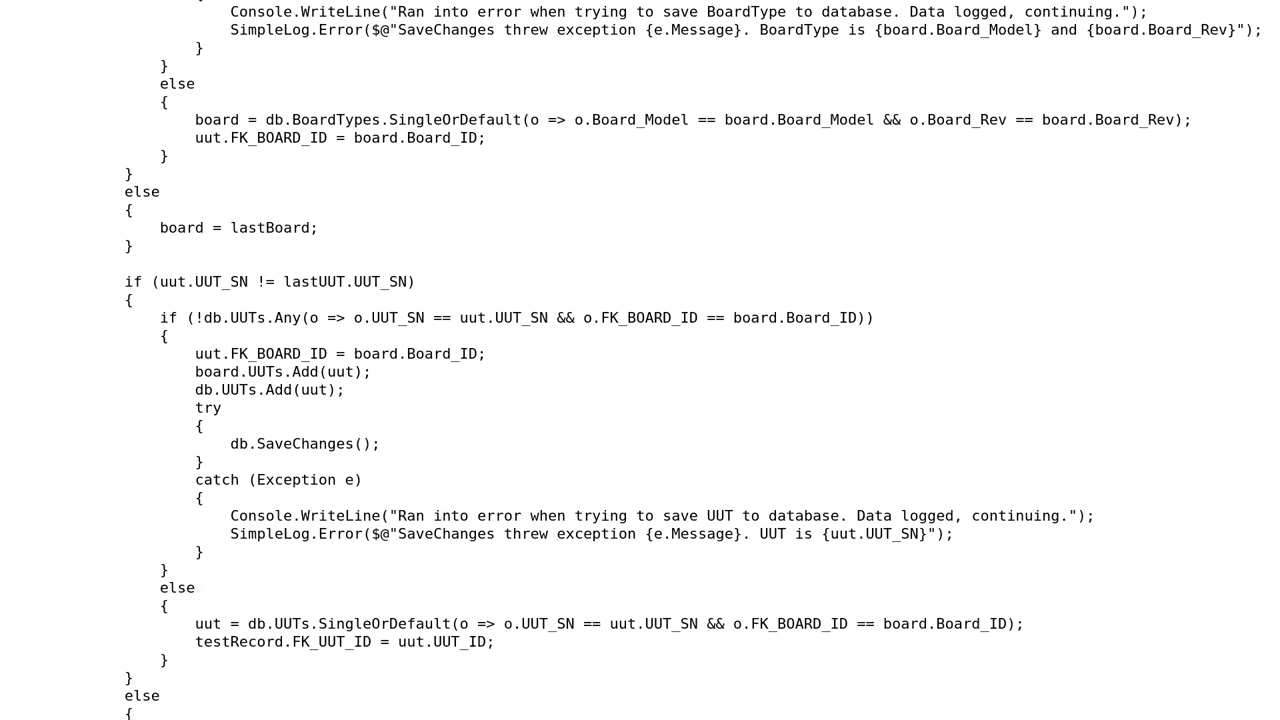 {
Console.WriteLine("Ran into error when trying to save BoardType to database. Data logged, continuing.");
SimpleLog.Error($@"SaveChanges threw exception {e.Message}. BoardType is {board.Board_Model} and {board.Board_Rev}");
}
}
else
{
board = db.BoardTypes.SingleOrDefault(o => o.Board_Model == board.Board_Model && o.Board_Rev == board.Board_Rev);
uut.FK_BOARD_ID = board.Board_ID;
}
}
else
{
board = lastBoard;
}
if (uut.UUT_SN != lastUUT.UUT_SN)
{
if (!db.UUTs.Any(o => o.UUT_SN == uut.UUT_SN && o.FK_BOARD_ID == board.Board_ID))
{
uut.FK_BOARD_ID = board.Board_ID;
board.UUTs.Add(uut);
db.UUTs.Add(uut);
try
{
db.SaveChanges();
}
catch (Exception e)
{
Console.WriteLine("Ran into error when trying to save UUT to database. Data logged, continuing.");
SimpleLog.Error($@"SaveChanges threw exception {e.Message}. UUT is {uut.UUT_SN}");
}
}
else
{
uut = db.UUTs.SingleOrDefault(o => o.UUT_SN == uut.UUT_SN && o.FK_BOARD_ID == board.Board_ID);
testRecord.FK_UUT_ID = uut.UUT_ID;
}
}
else
{